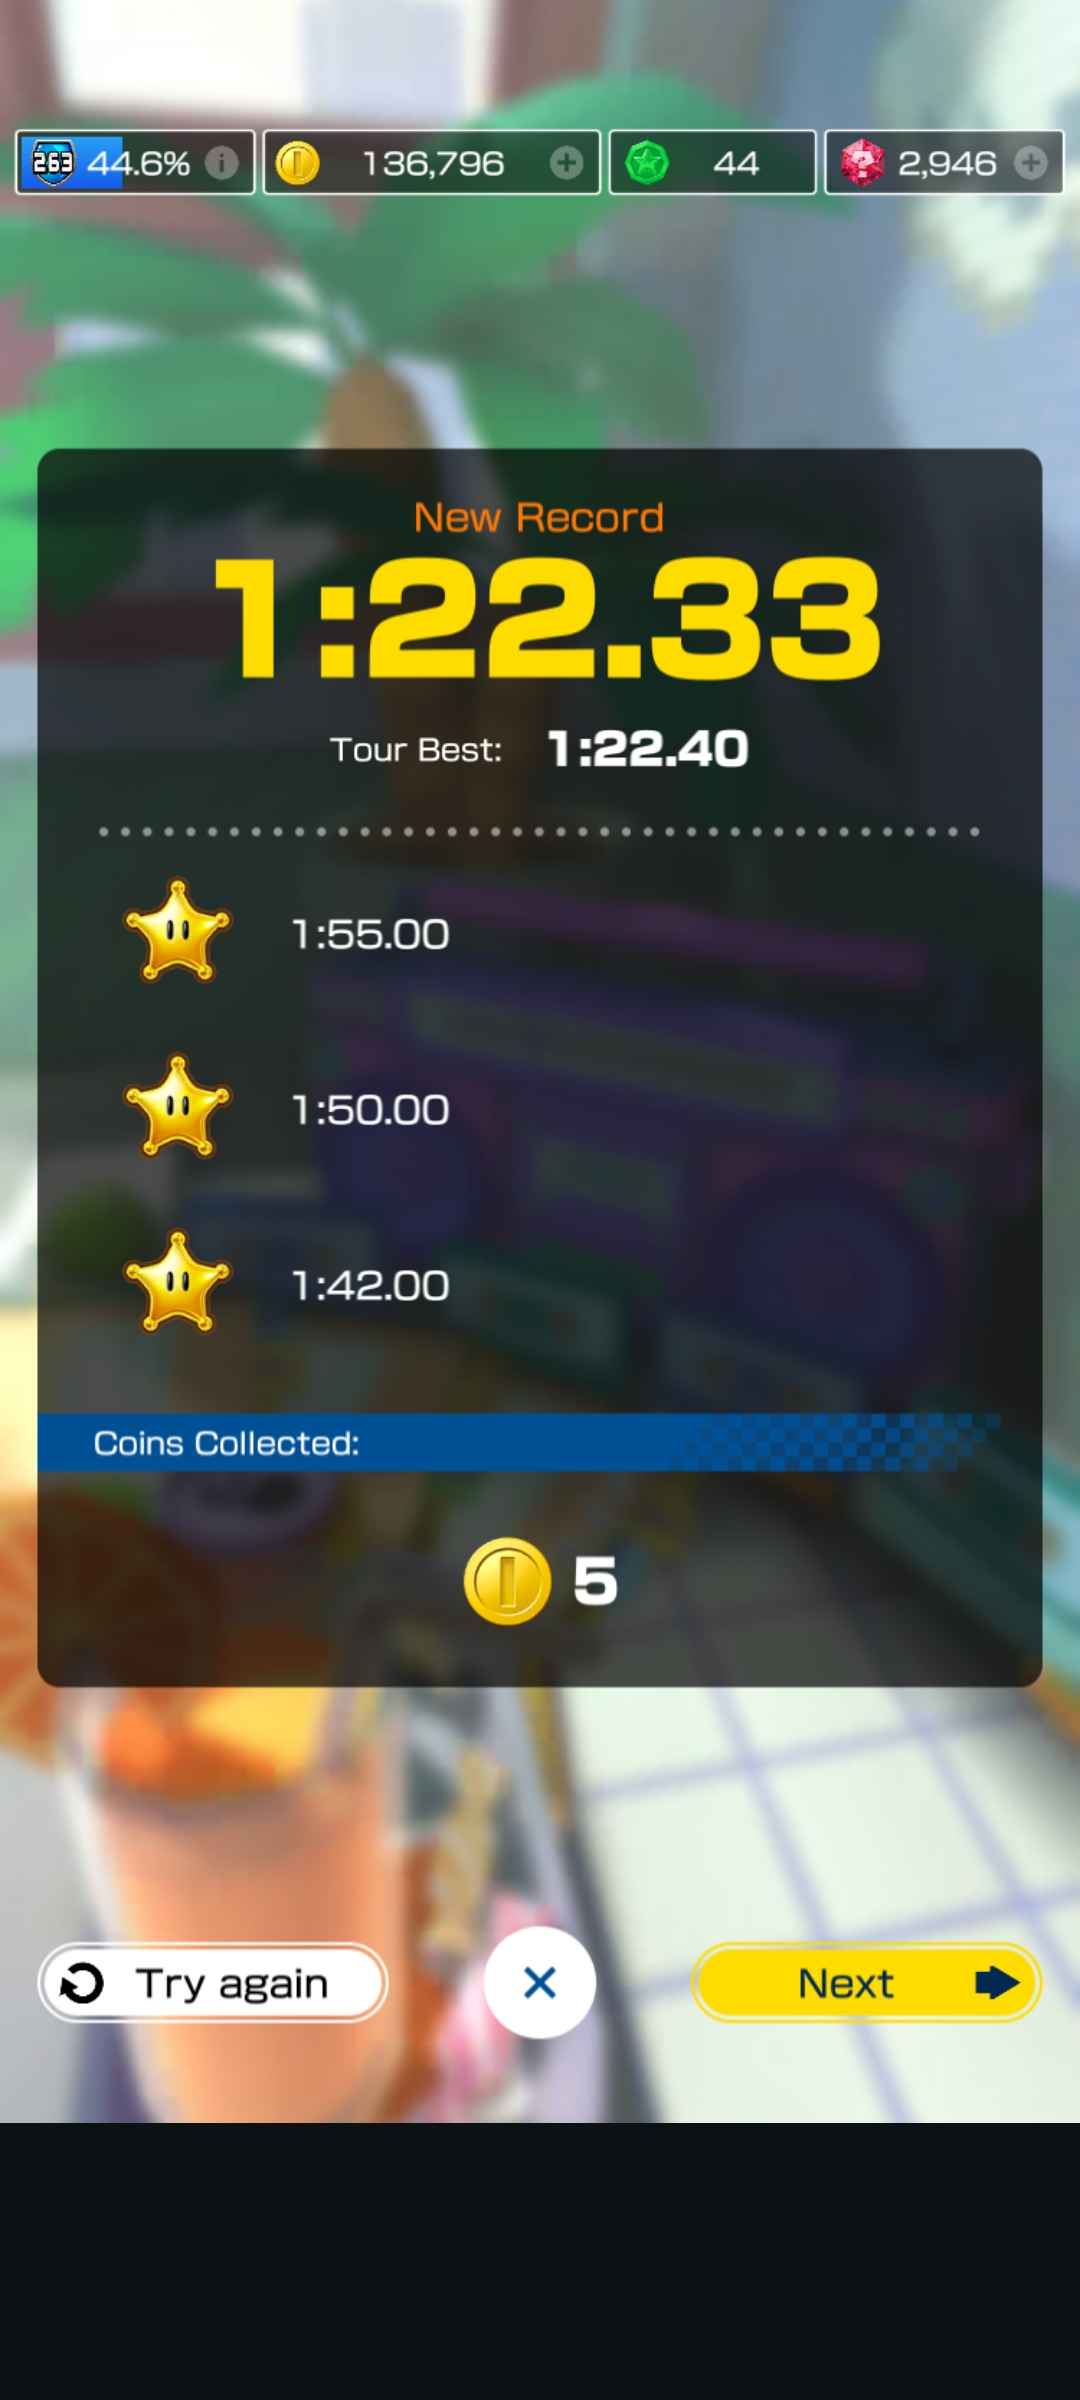 263 44.6% i 136,796 + 44 2,946 +
New Record
1:22.33
Tour Best: 1:22.40
1:55.00
1:50.00
1:42.00
Coins Collected:
5
Try again × Next